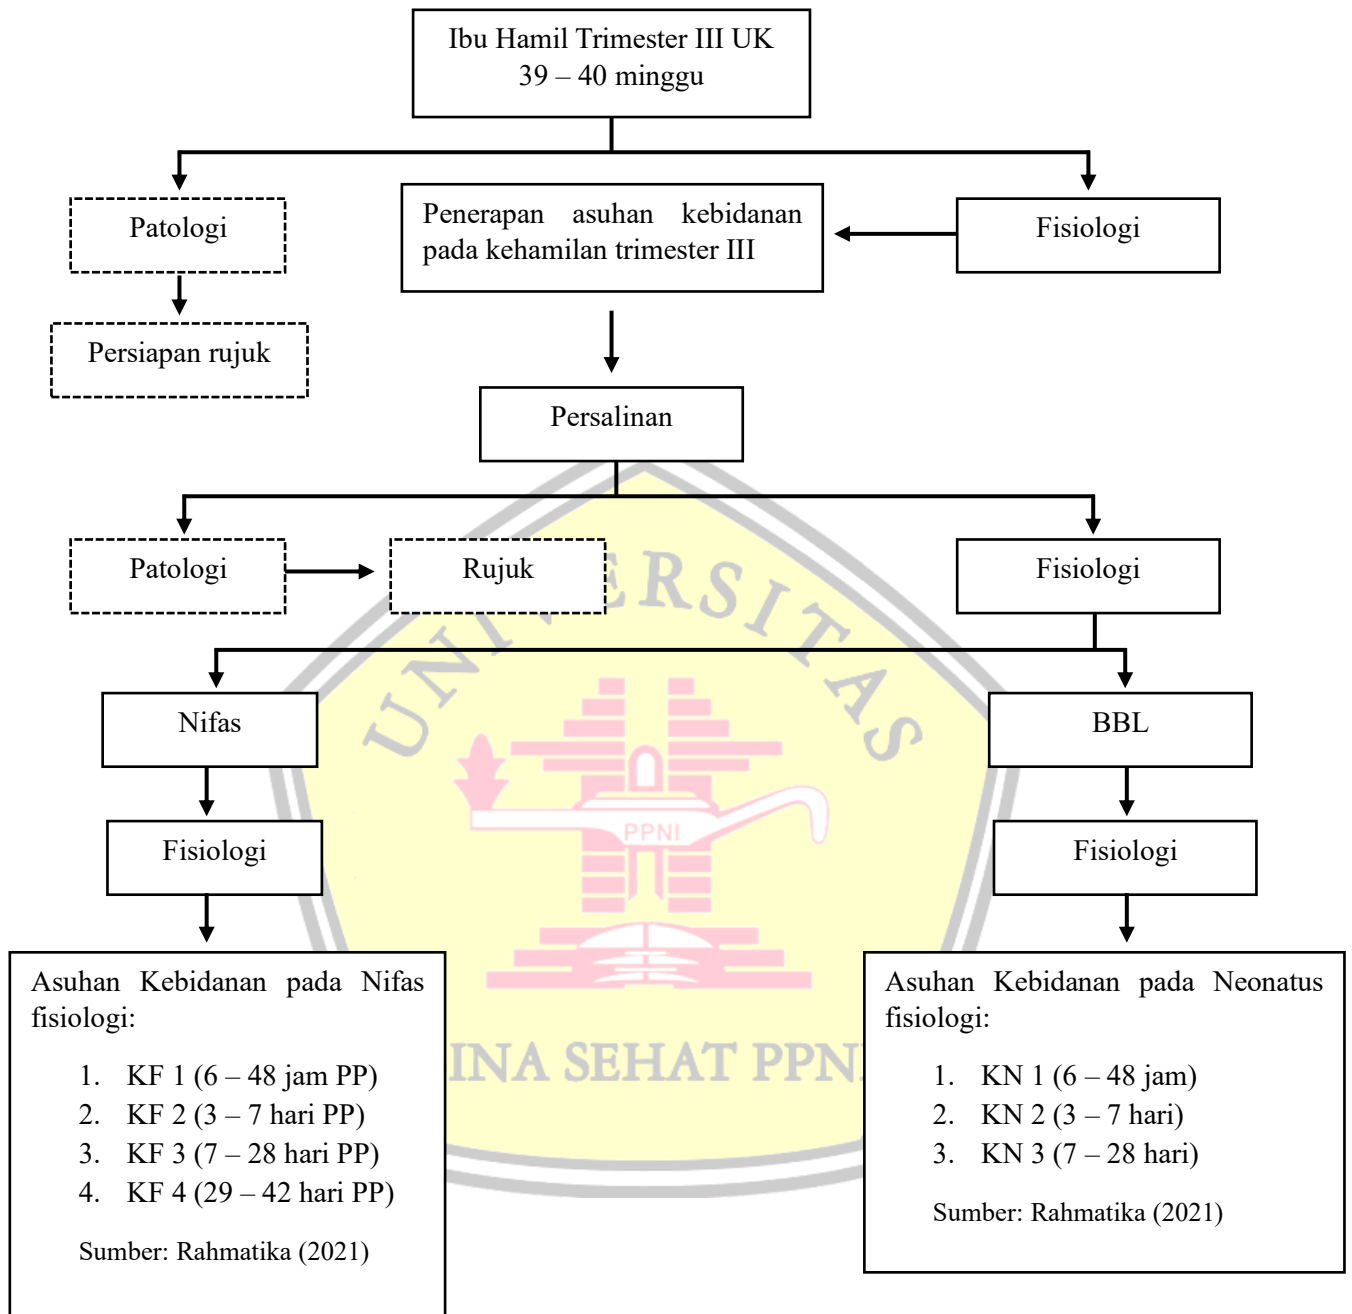 Ibu Hamil Trimester III UK
39 – 40 minggu
Patologi
Penerapan asuhan kebidanan
pada kehamilan trimester III
Fisiologi
Persiapan rujuk
Persalinan
Patologi
Rujuk
Fisiologi
UNIVERSITAS
Nifas
BBL
PPNI
Fisiologi
Fisiologi
Asuhan Kebidanan pada Nifas
fisiologi:
1. KF 1 (6 – 48 jam PP)
2. KF 2 (3 – 7 hari PP)
3. KF 3 (7 – 28 hari PP)
4. KF 4 (29 – 42 hari PP)
Sumber: Rahmatika (2021)
INA SEHAT PPNI
Asuhan Kebidanan pada Neonatus
fisiologi:
1. KN 1 (6 – 48 jam)
2. KN 2 (3 – 7 hari)
3. KN 3 (7 – 28 hari)
Sumber: Rahmatika (2021)